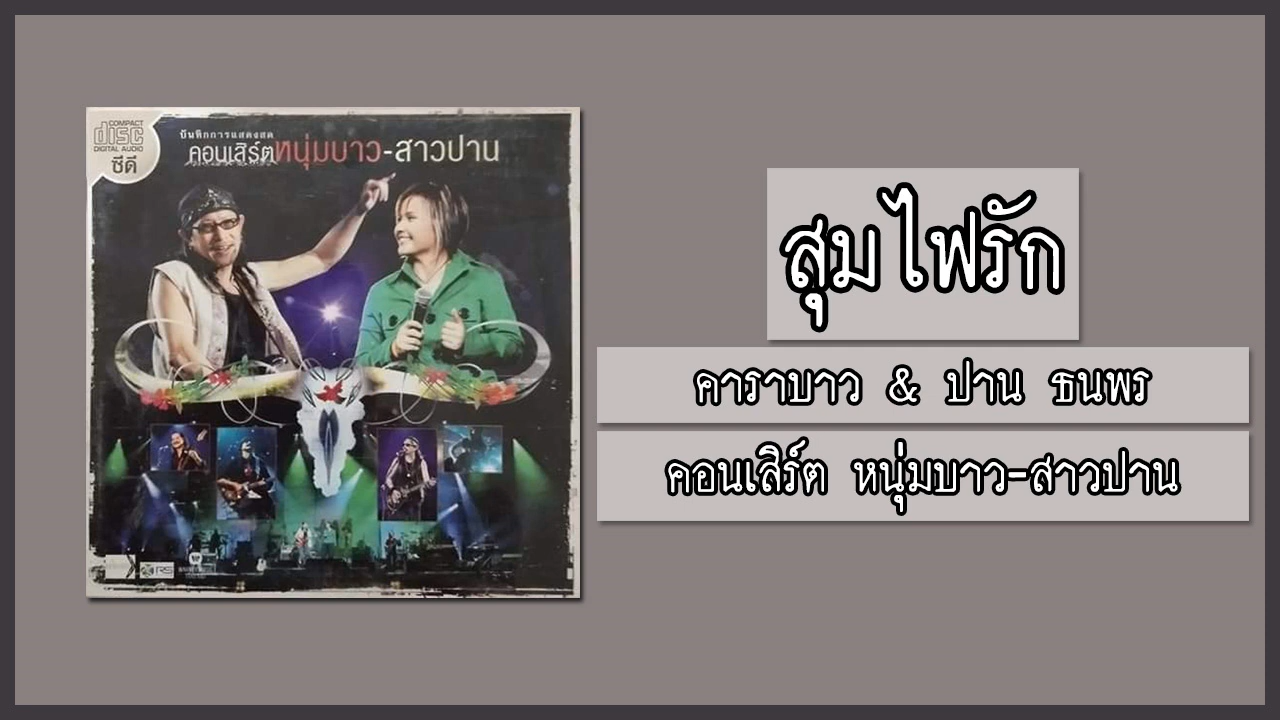 COMPACT
disc
DIGITAL AUDIO
ซีดี
บันทึกการแสดงสด
คอนเสิร์ตหนุ่มบาว-สาวปาน
RS
สุมไฟรัก
คาราบาว & ปาน ธนพร
คอนเสิร์ต หนุ่มบาว-สาวปาน